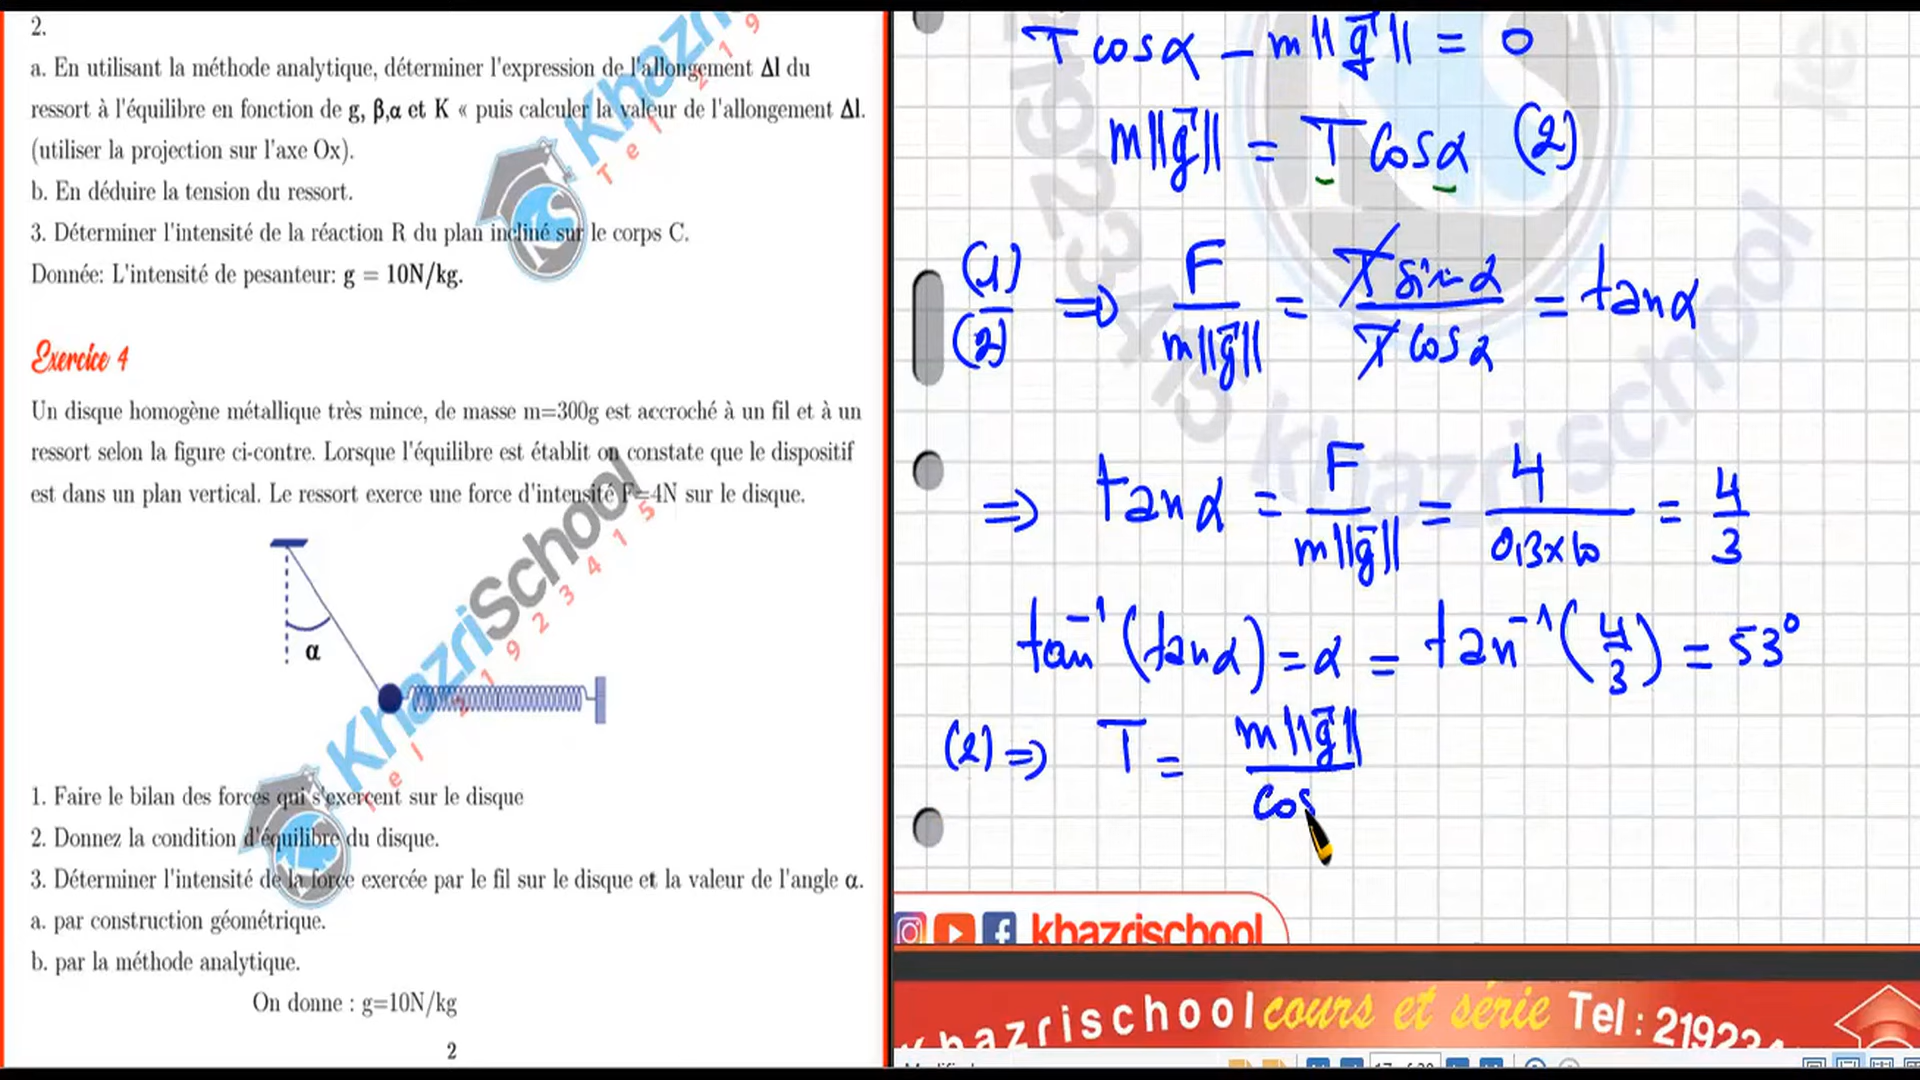 2.
a. En utilisant la méthode analytique, déterminer l'expression de l'allongement Δl du
ressort à l'équilibre en fonction de g, β,α et K « puis calculer la valeur de l'allongement Δl.
(utiliser la projection sur l'axe Ox).
b. En déduire la tension du ressort.
3. Déterminer l'intensité de la réaction R du plan incliné sur le corps C.
Donnée: L'intensité de pesanteur: g = 10N/kg.
Exercice 4
Un disque homogène métallique très mince, de masse m=300g est accroché à un fil et à un
ressort selon la figure ci-contre. Lorsque l'équilibre est établit on constate que le dispositif
est dans un plan vertical. Le ressort exerce une force d'intensité F=4N sur le disque.
α
1. Faire le bilan des forces qui s'exercent sur le disque
2. Donnez la condition d'équilibre du disque.
3. Déterminer l'intensité de la force exercée par le fil sur le disque et la valeur de l'angle α.
a. par construction géométrique.
b. par la méthode analytique.
On donne : g=10N/kg
2
KhazriSchool
Tel 21923415
T cosα - m||g⃗|| = 0
m||g⃗|| = T Cosα (2)
(1)/(2) ⇒ F/m||g⃗|| = T sinα / T cosα = tanα
⇒ tanα = F/m||g⃗|| = 4/0,3×10 = 4/3
tan⁻¹(tanα) = α = tan⁻¹(4/3) = 53°
(2) ⇒ T = m||g⃗||/cos
khazrischool
Khazrischool cours et série Tel : 21923